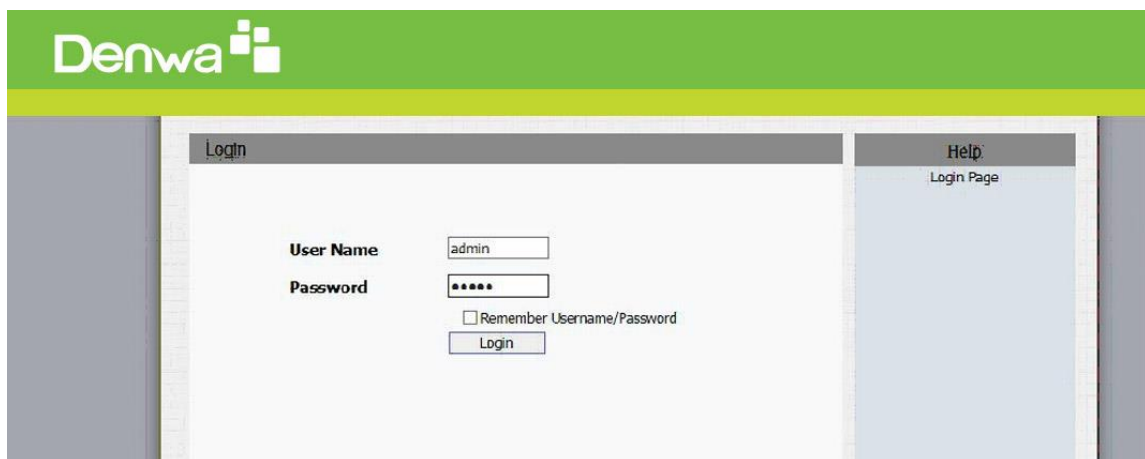 Denwa
Login
Help
Login Page
User Name
admin
Password
Remember Username/Password
Login